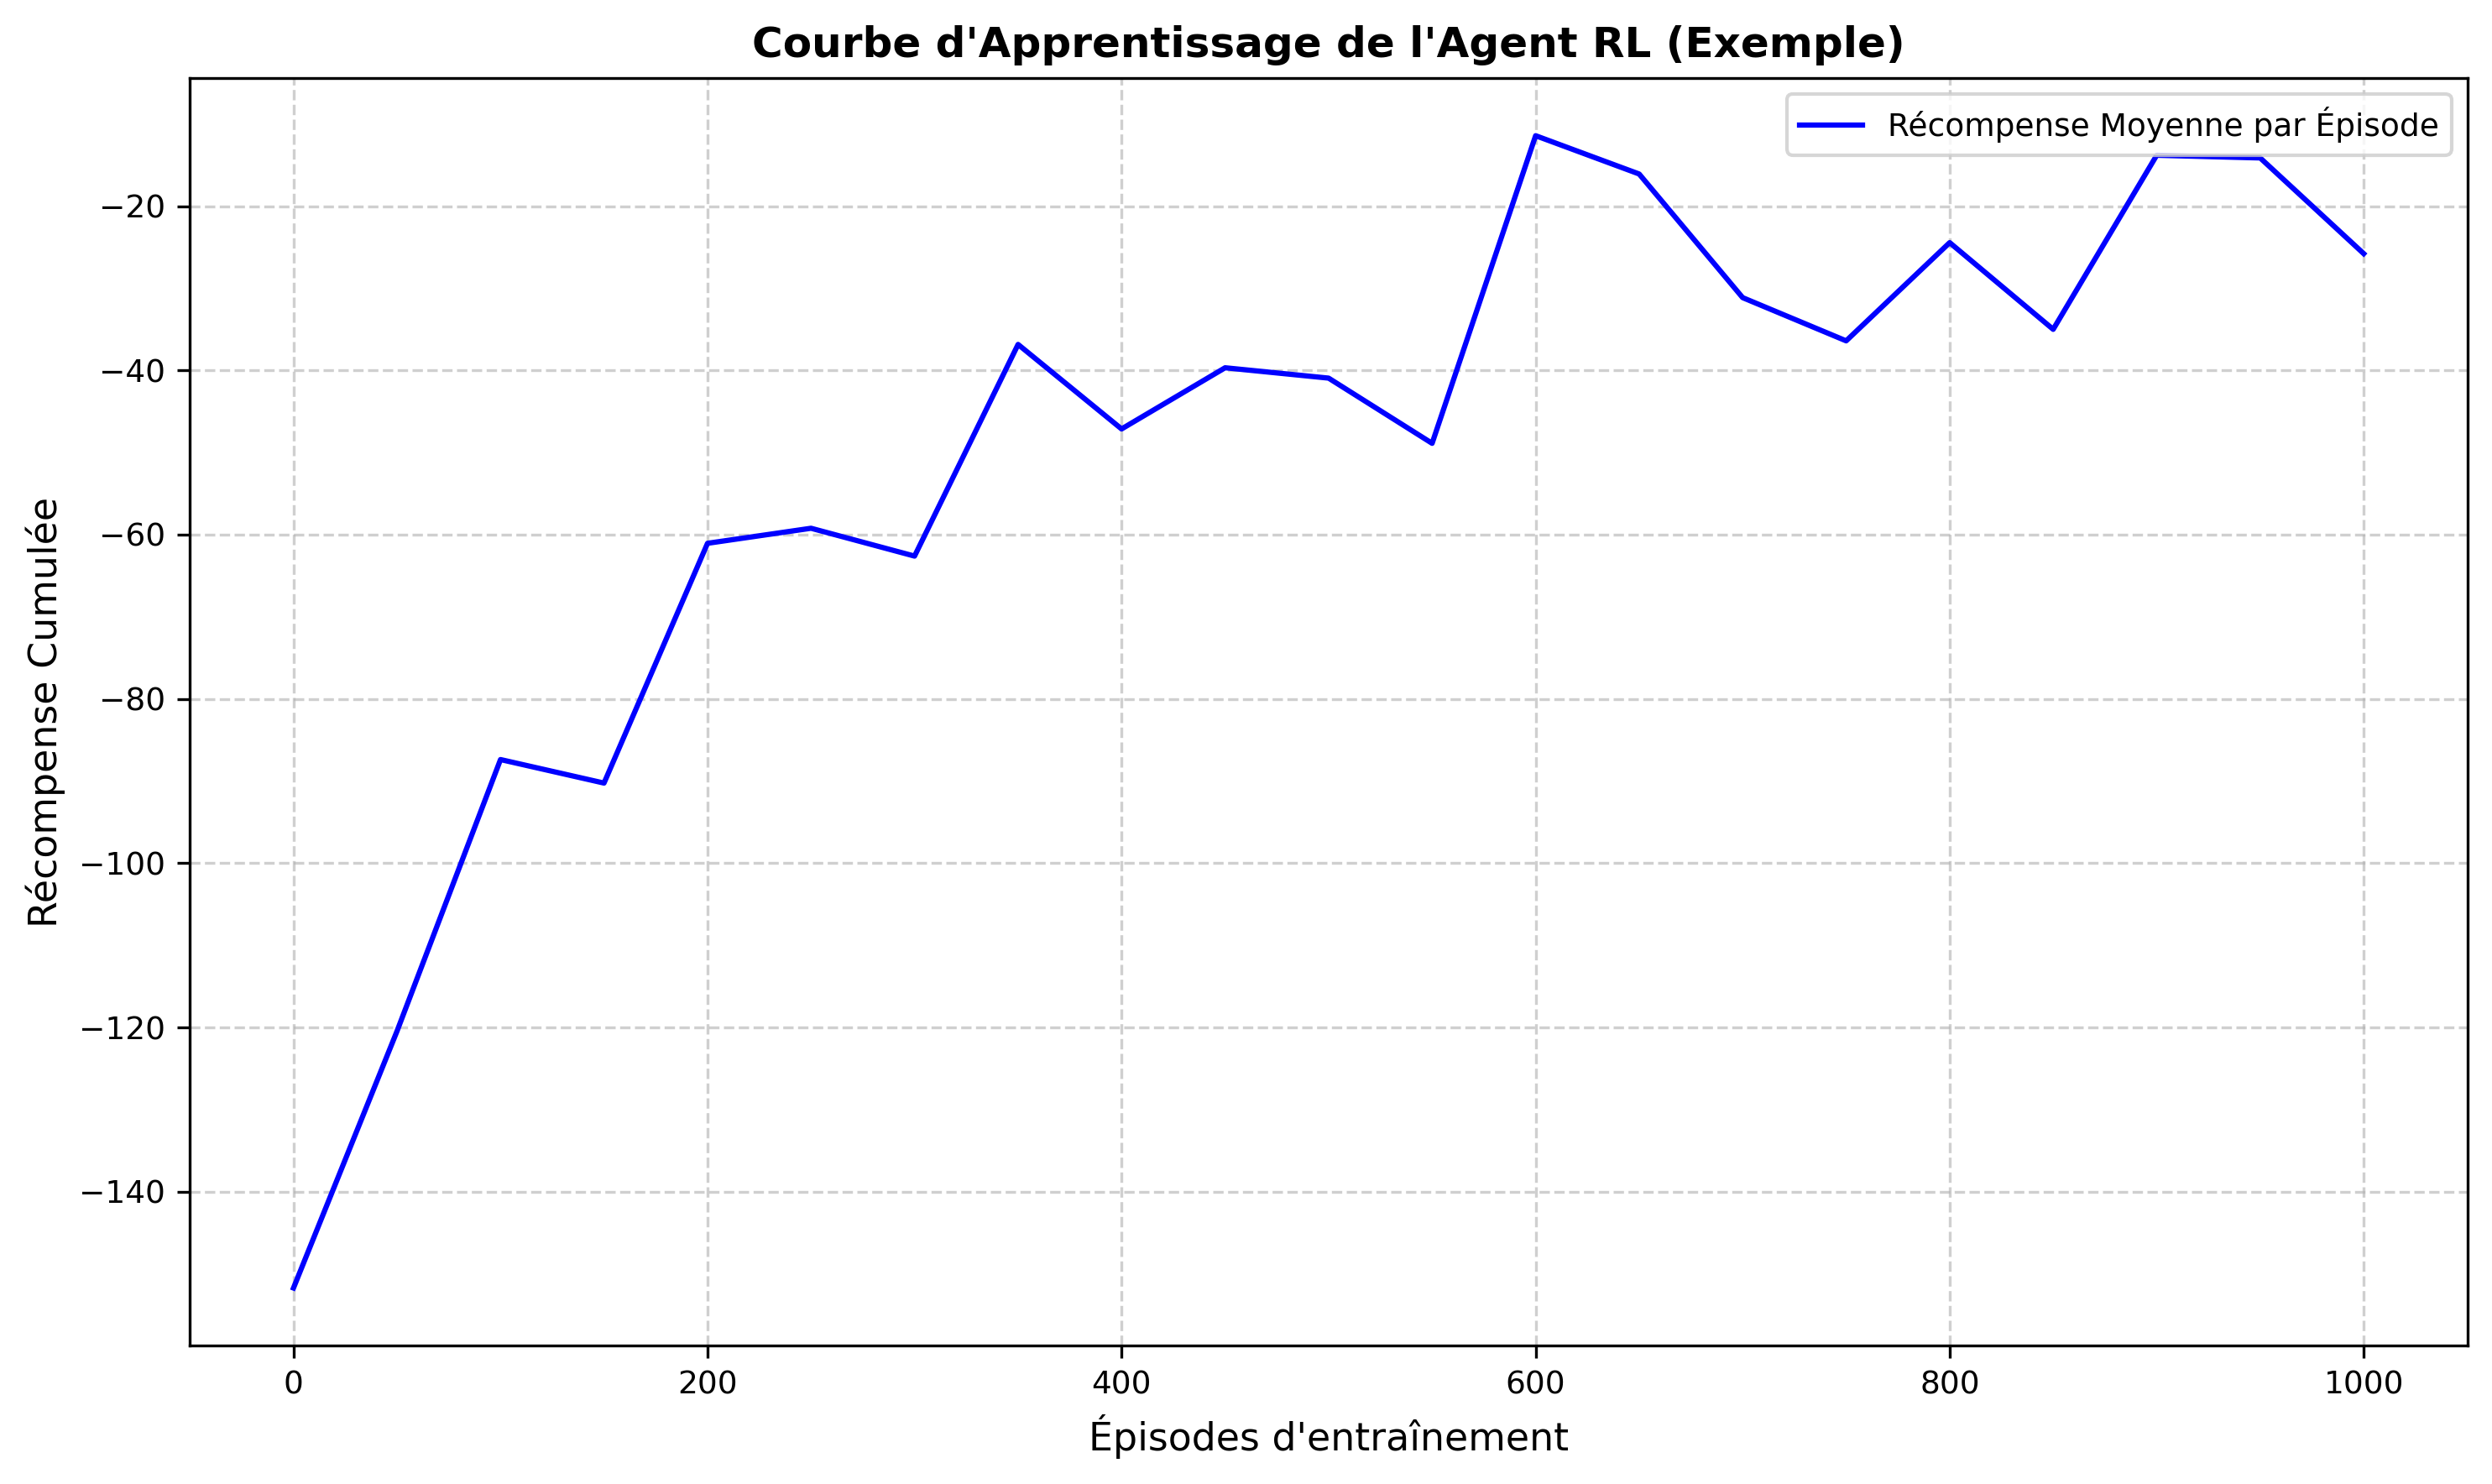 Courbe d'Apprentissage de l'Agent RL (Exemple)
Récompense Moyenne par Épisode
Récompense Cumulée
−20
−40
−60
−80
−100
−120
−140
0 200 400 600 800 1000
Épisodes d'entraînement